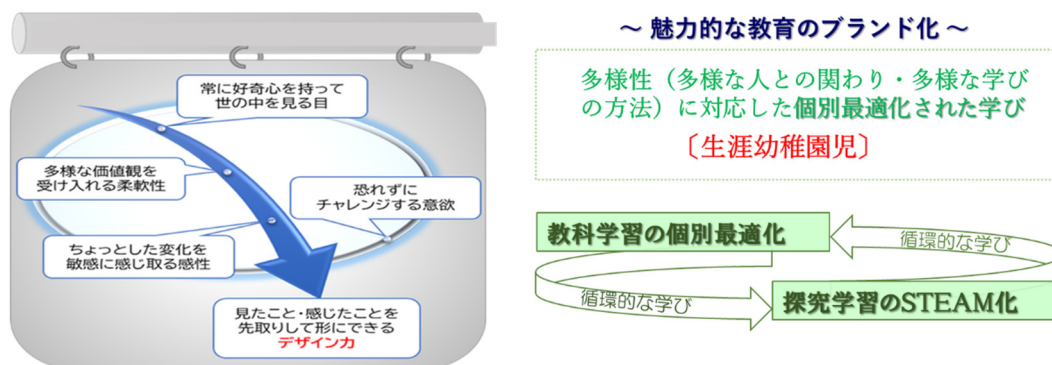 常に好奇心を持って
世の中を見る目
多様な価値観を
受け入れる柔軟性
恐れずに
チャレンジする意欲
ちょっとした変化を
敏感に感じ取る感性
見たこと・感じたことを
先取りして形にできる
デザイン力
～ 魅力的な教育のブランド化 ～
多様性（多様な人との関わり・多様な学び
の方法）に対応した個別最適化された学び
〔生涯幼稚園児〕
教科学習の個別最適化
循環的な学び
循環的な学び
探究学習のSTEAM化